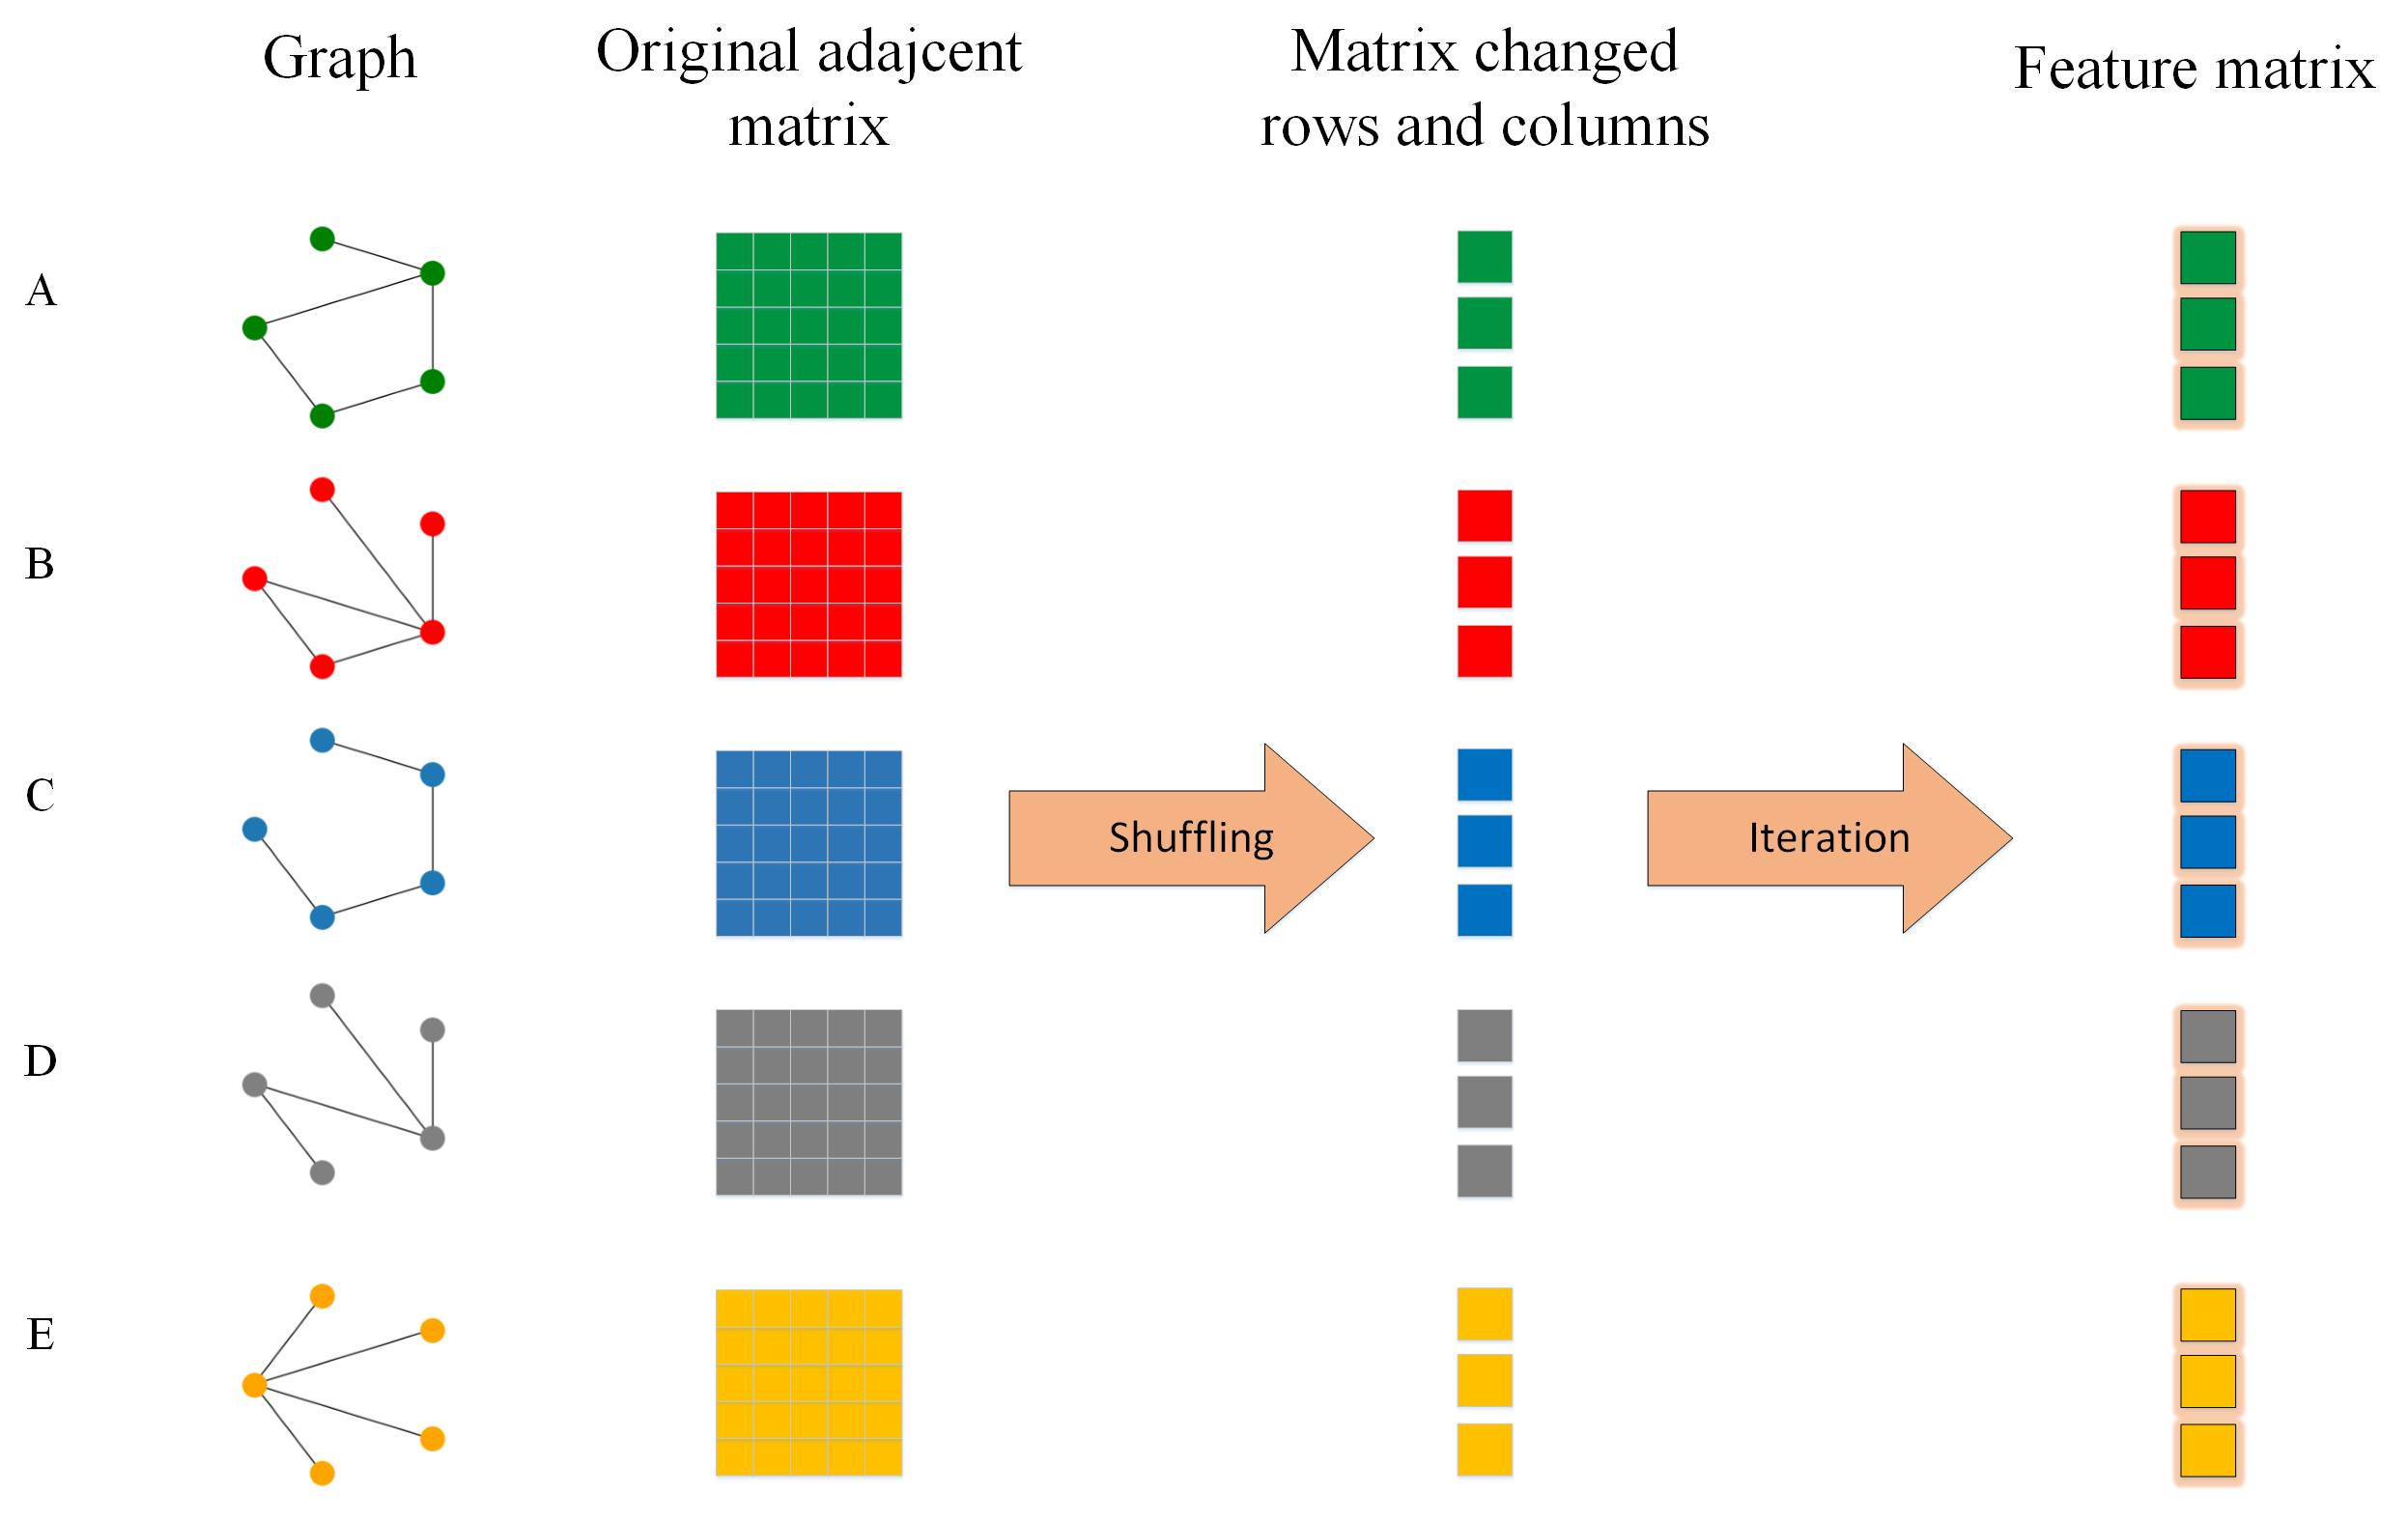 Graph
Original adajcent
matrix
Matrix changed
rows and columns
Feature matrix
A
B
C
Shuffling
Iteration
D
E